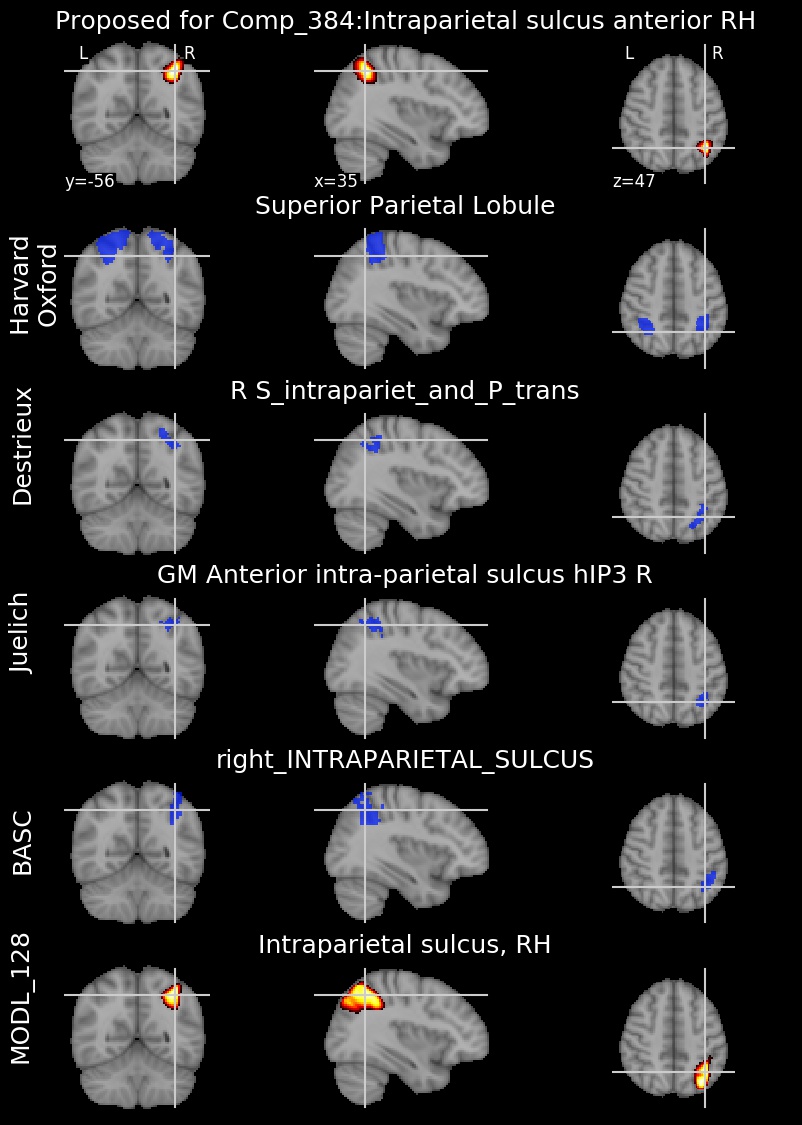 Proposed for Comp_384:Intraparietal sulcus anterior RH
L R
L R
y=-56
x=35
z=47
Superior Parietal Lobule
Harvard
Oxford
R S_intrapariet_and_P_trans
Destrieux
GM Anterior intra-parietal sulcus hIP3 R
Juelich
right_INTRAPARIETAL_SULCUS
BASC
Intraparietal sulcus, RH
MODL_128